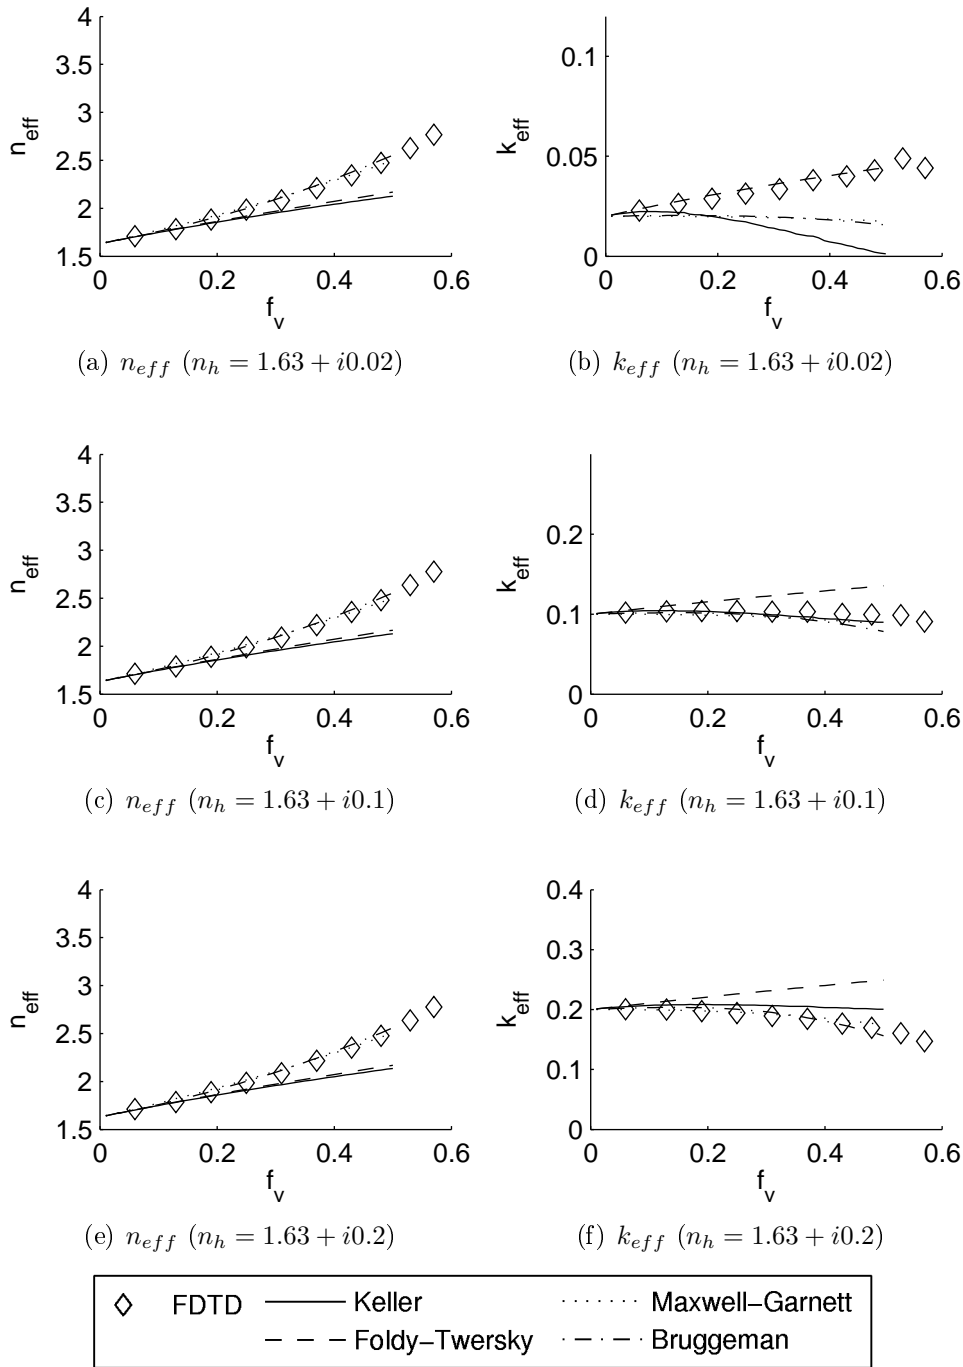 4
3.5
3
2.5
2
1.5
n_eff
0 0.2 0.4 0.6
f_v
(a) n_eff (n_h = 1.63 + i0.02)
0.1
0.05
0
k_eff
0 0.2 0.4 0.6
f_v
(b) k_eff (n_h = 1.63 + i0.02)
4
3.5
3
2.5
2
1.5
n_eff
0 0.2 0.4 0.6
f_v
(c) n_eff (n_h = 1.63 + i0.1)
0.2
0.1
0
k_eff
0 0.2 0.4 0.6
f_v
(d) k_eff (n_h = 1.63 + i0.1)
4
3.5
3
2.5
2
1.5
n_eff
0 0.2 0.4 0.6
f_v
(e) n_eff (n_h = 1.63 + i0.2)
0.4
0.3
0.2
0.1
0
k_eff
0 0.2 0.4 0.6
f_v
(f) k_eff (n_h = 1.63 + i0.2)
FDTD Keller Maxwell−Garnett
Foldy−Twersky Bruggeman